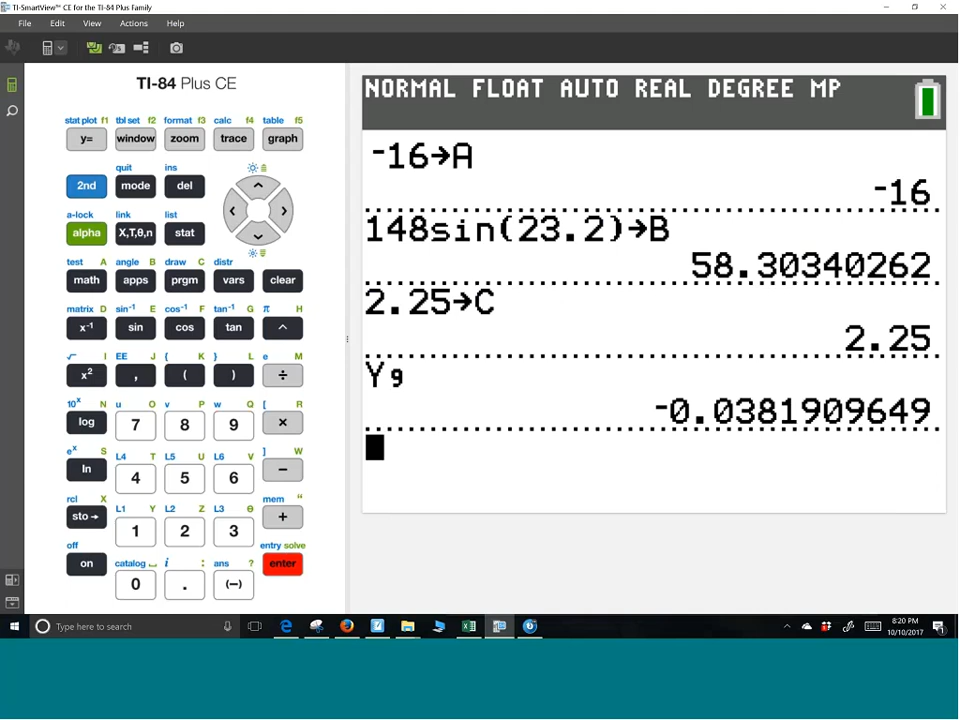 TI-SmartView™ CE for the TI-84 Plus Family
File Edit View Actions Help
TI-84 Plus CE
stat plot f1 tbl set f2 format f3 calc f4 table f5
y= window zoom trace graph
quit ins
2nd mode del
a-lock link list
alpha X,T,θ,n stat
test A angle B draw C distr
math apps prgm vars clear
matrix D sin⁻¹ E cos⁻¹ F tan⁻¹ G π H
x⁻¹ sin cos tan ^
√ I EE J { K } L e M
x² , ( ) ÷
10ˣ N u O v P w Q [ R
log 7 8 9 ×
eˣ S L4 T L5 U L6 V ] W
ln 4 5 6 −
rcl X L1 Y L2 Z L3 θ mem "
sto→ 1 2 3 +
off catalog i : ans ? entry solve
on 0 . (−) enter
NORMAL FLOAT AUTO REAL DEGREE MP
-16→A
-16
148sin(23.2)→B
58.30340262
2.25→C
2.25
Y9
-0.0381909649
Type here to search
8:20 PM
10/10/2017